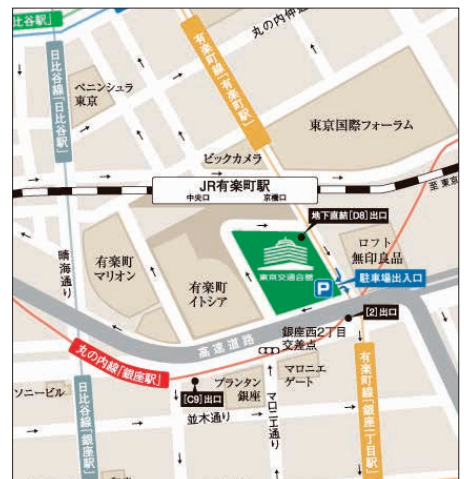 比谷駅」
日比谷線「日比谷駅」
丸の内仲通
有楽町線「有楽町駅」
ペニンシュラ
東京
東京国際フォーラム
ビックカメラ
JR有楽町駅
中央口
京橋口
至 東京
地下直結[D8]出口
晴海通り
有楽町
マリオン
有楽町
イトシア
東京交通会館
ロフト
無印良品
P
駐車場出入口
[2]出口
高速道路
銀座西2丁目
交差点
丸の内線「銀座駅」
ソニービル
日比谷線「銀座駅」
[C9]出口
プランタン
銀座
並木通り
マロニエ通り
マロニエ
ゲート
有楽町線「銀座一丁目駅」